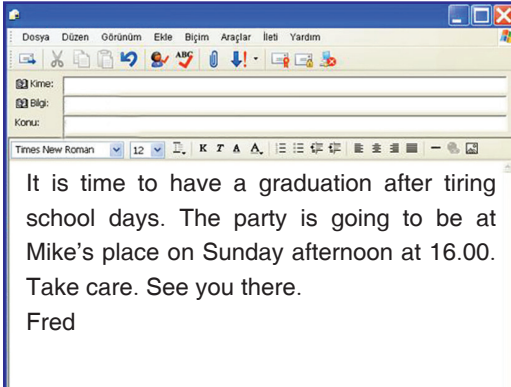 Dosya Düzen Görünüm Ekle Biçim Araçlar İleti Yardım
ABC
Kime:
Bilgi:
Konu:
Times New Roman 12 K T A A
It is time to have a graduation after tiring
school days. The party is going to be at
Mike's place on Sunday afternoon at 16.00.
Take care. See you there.
Fred